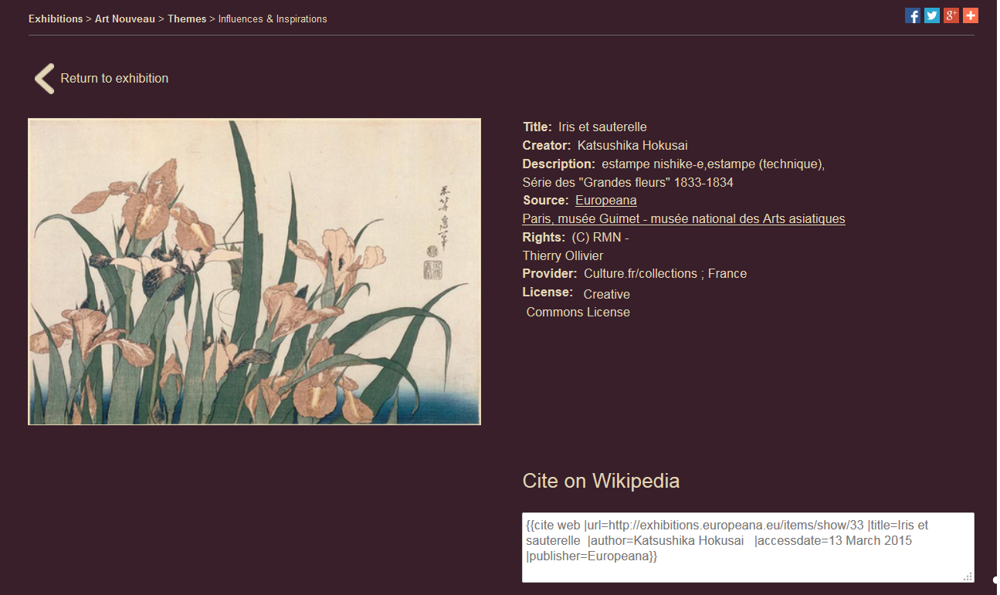 Exhibitions > Art Nouveau > Themes > Influences & Inspirations
Return to exhibition
Title: Iris et sauterelle
Creator: Katsushika Hokusai
Description: estampe nishike-e,estampe (technique),
Série des "Grandes fleurs" 1833-1834
Source: Europeana
Paris, musée Guimet - musée national des Arts asiatiques
Rights: (C) RMN -
Thierry Ollivier
Provider: Culture.fr/collections ; France
License: Creative
Commons License
Cite on Wikipedia
{{cite web |url=http://exhibitions.europeana.eu/items/show/33 |title=Iris et
sauterelle |author=Katsushika Hokusai |accessdate=13 March 2015
|publisher=Europeana}}